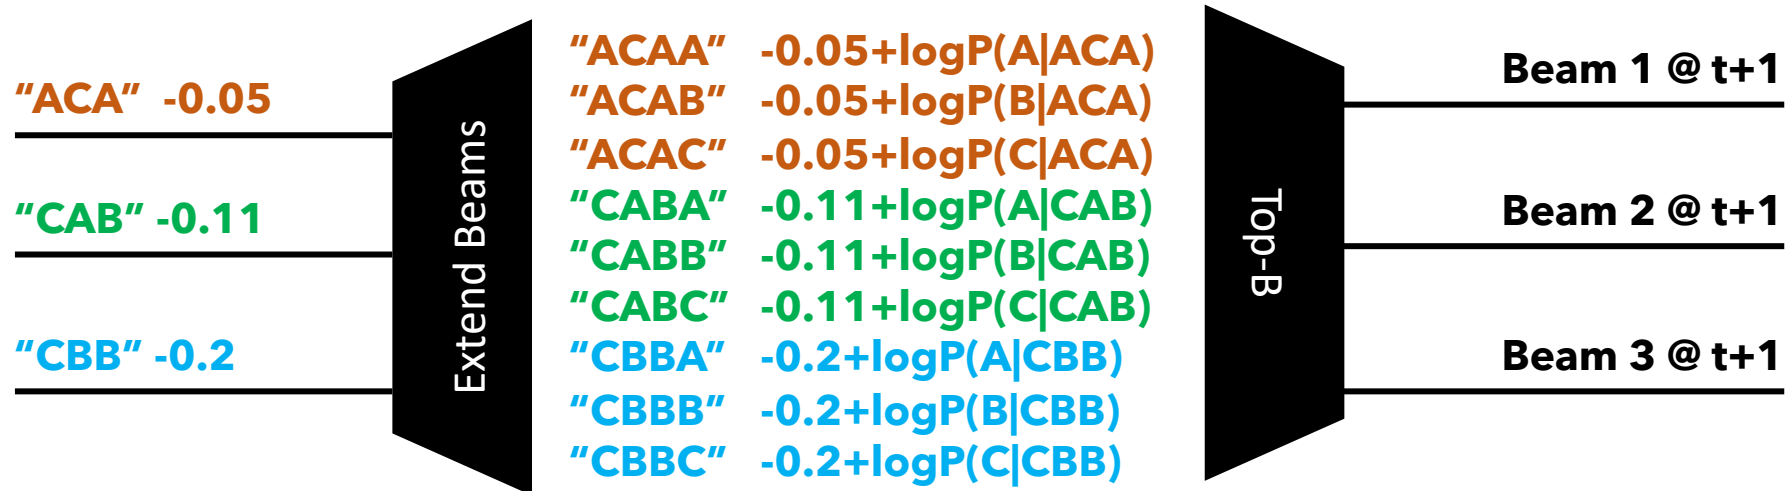 “ACA” -0.05
“CAB” -0.11
“CBB” -0.2
Extend Beams
“ACAA” -0.05+logP(A|ACA)
“ACAB” -0.05+logP(B|ACA)
“ACAC” -0.05+logP(C|ACA)
“CABA” -0.11+logP(A|CAB)
“CABB” -0.11+logP(B|CAB)
“CABC” -0.11+logP(C|CAB)
“CBBA” -0.2+logP(A|CBB)
“CBBB” -0.2+logP(B|CBB)
“CBBC” -0.2+logP(C|CBB)
Top-B
Beam 1 @ t+1
Beam 2 @ t+1
Beam 3 @ t+1